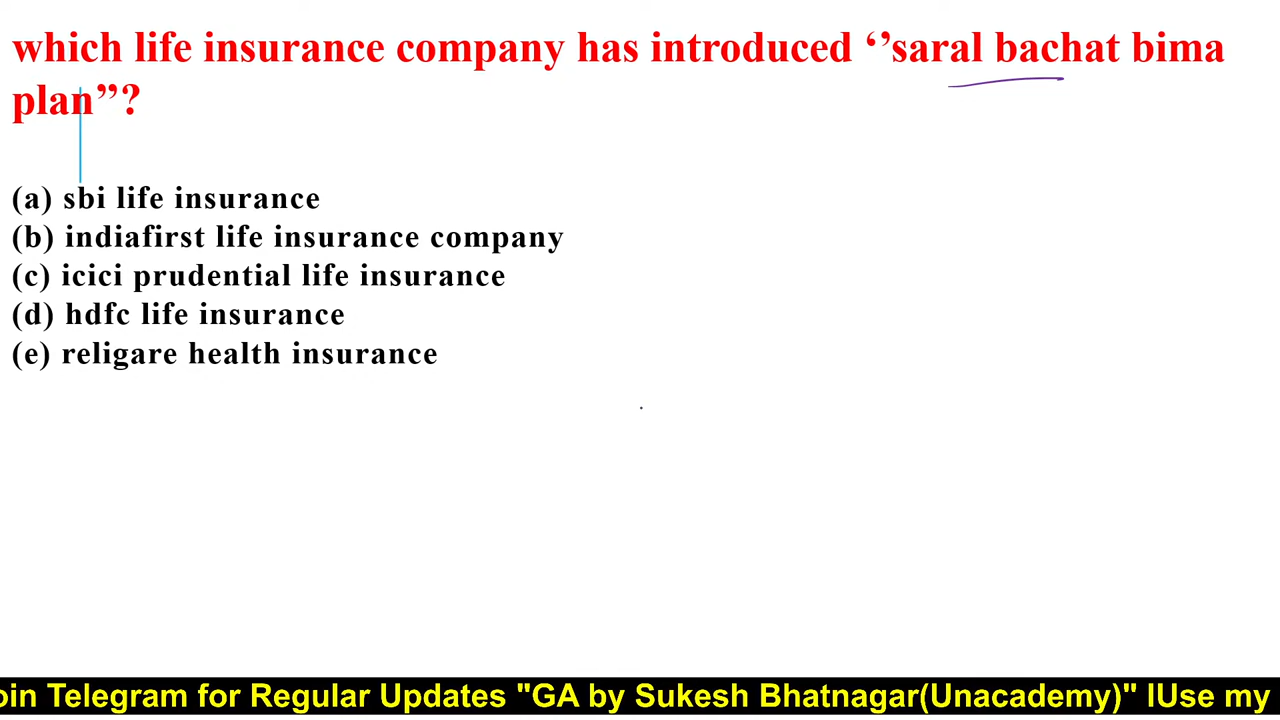 which life insurance company has introduced ‘’saral bachat bima
plan’’?
(a) sbi life insurance
(b) indiafirst life insurance company
(c) icici prudential life insurance
(d) hdfc life insurance
(e) religare health insurance
oin Telegram for Regular Updates "GA by Sukesh Bhatnagar(Unacademy)" IUse my